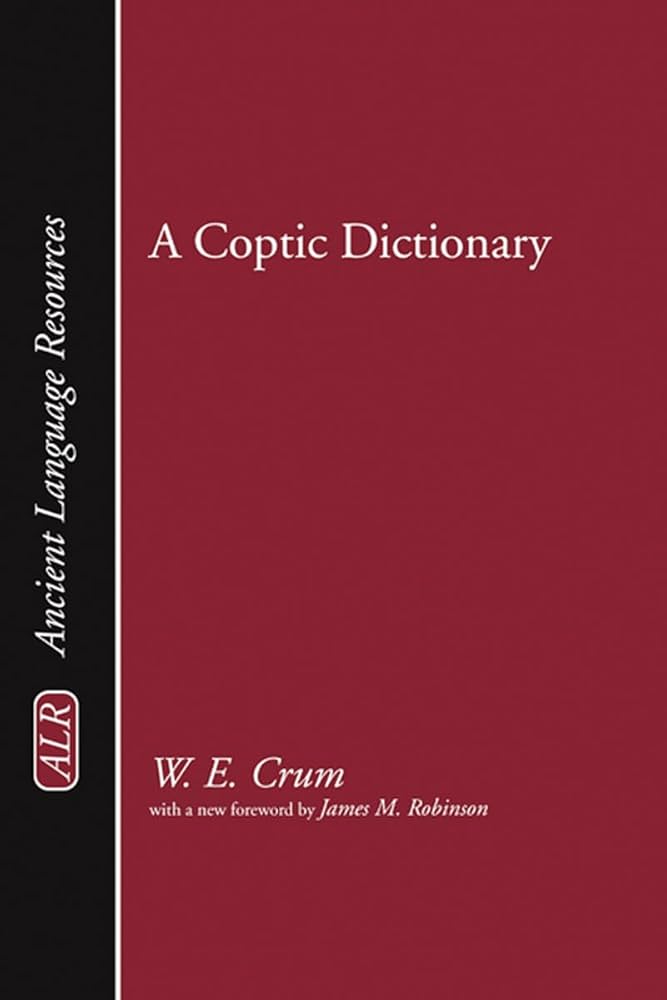 A Coptic Dictionary
W. E. Crum
with a new foreword by James M. Robinson
ALR
Ancient Language Resources